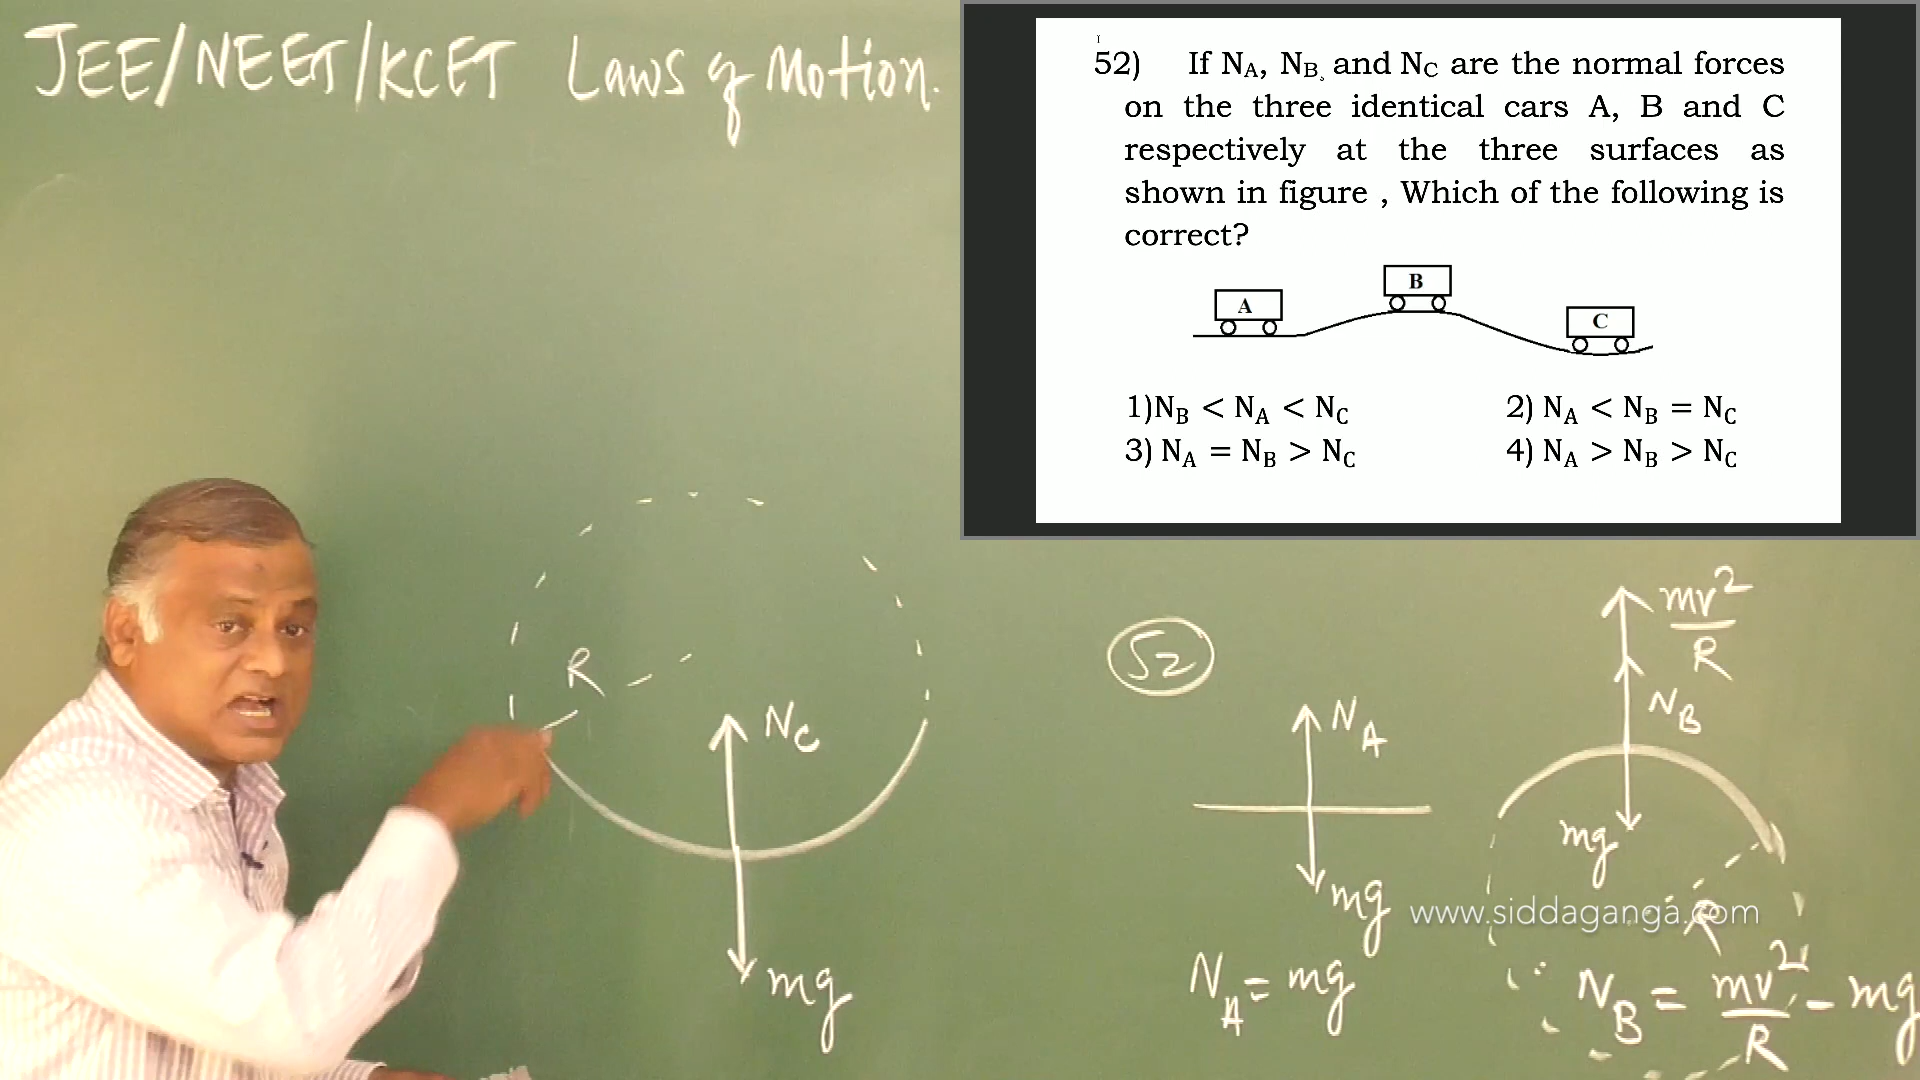 JEE/NEET/KCET Laws of Motion.
52) If NA, NB, and NC are the normal forces
on the three identical cars A, B and C
respectively at the three surfaces as
shown in figure , Which of the following is
correct?
A
B
C
1)NB < NA < NC
2) NA < NB = NC
3) NA = NB > NC
4) NA > NB > NC
R
NC
mg
52
NA
mg
NA = mg
mv²
R
NB
mg
R
NB = mv²/R - mg
www.siddaganga.com